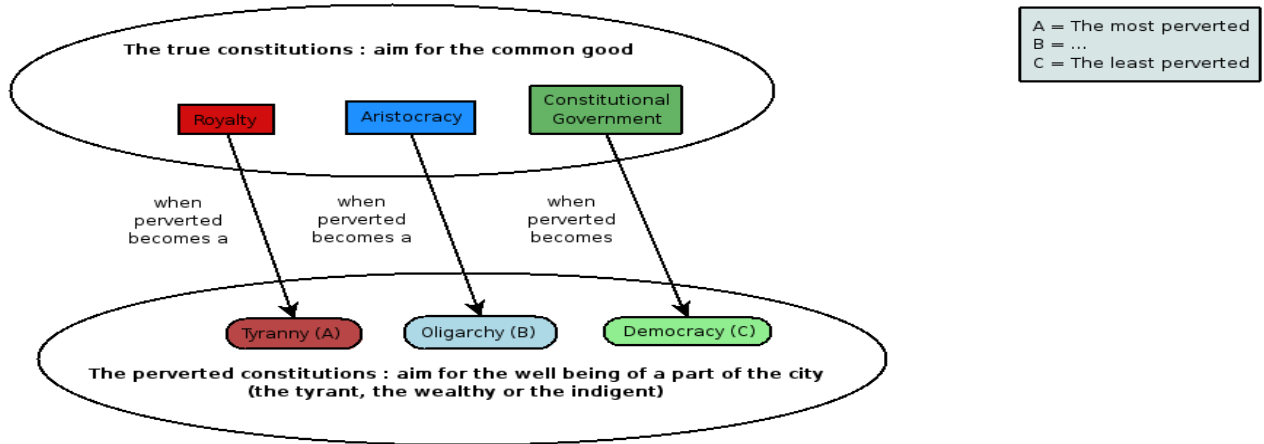 The true constitutions : aim for the common good
A = The most perverted
B = ...
C = The least perverted
Royalty
Aristocracy
Constitutional
Government
when
perverted
becomes a
when
perverted
becomes a
when
perverted
becomes
Tyranny (A)
Oligarchy (B)
Democracy (C)
The perverted constitutions : aim for the well being of a part of the city
(the tyrant, the wealthy or the indigent)